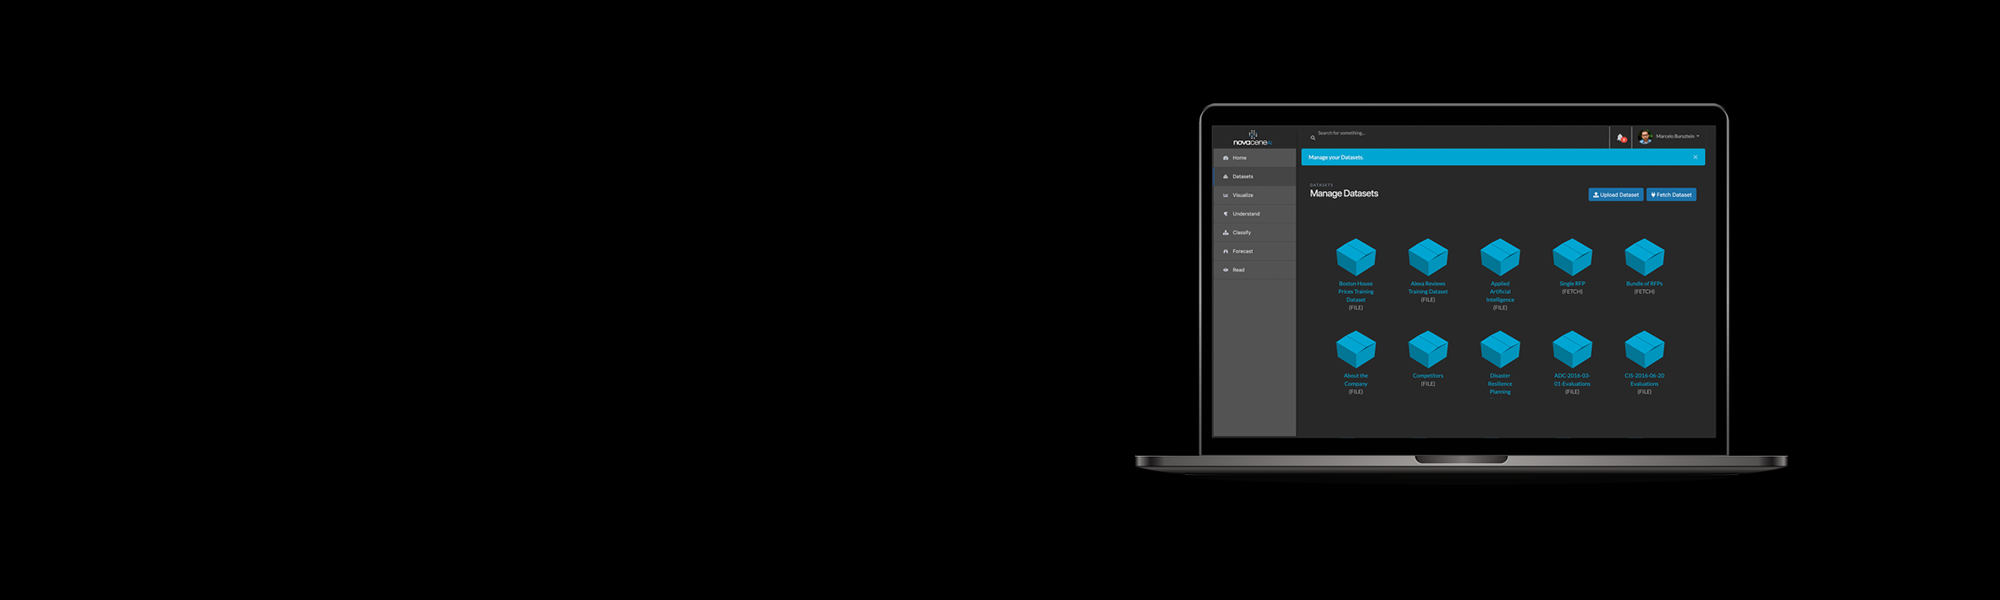 novacene
Search for something...
Marcelo Bursztein
Home
Datasets
Visualize
Understand
Classify
Forecast
Read
Manage your Datasets.
DATASETS
Manage Datasets
Upload Dataset
Fetch Dataset
Boston House
Prices Training
Dataset
(FILE)
Alexa Reviews
Training Dataset
(FILE)
Applied
Artificial
Intelligence
(FILE)
Single RFP
(FETCH)
Bundle of RFPs
(FETCH)
About the
Company
(FILE)
Competitors
(FILE)
Disaster
Resilience
Planning
ADC-2016-03-
01-Evaluations
(FILE)
CIS-2016-06-20
Evaluations
(FILE)